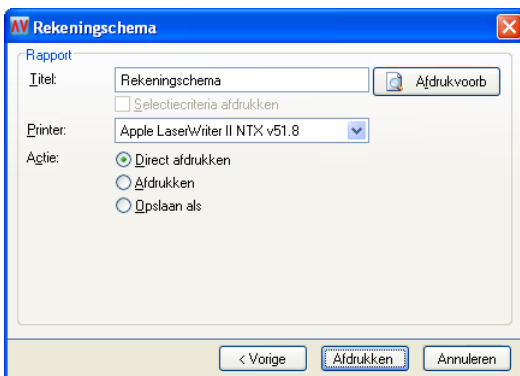 AV Rekeningschema
Rapport
Titel: Rekeningschema Afdrukvoorb
Selectiecriteria afdrukken
Printer: Apple LaserWriter II NTX v51.8
Actie: Direct afdrukken
Afdrukken
Opslaan als
< Vorige Afdrukken Annuleren